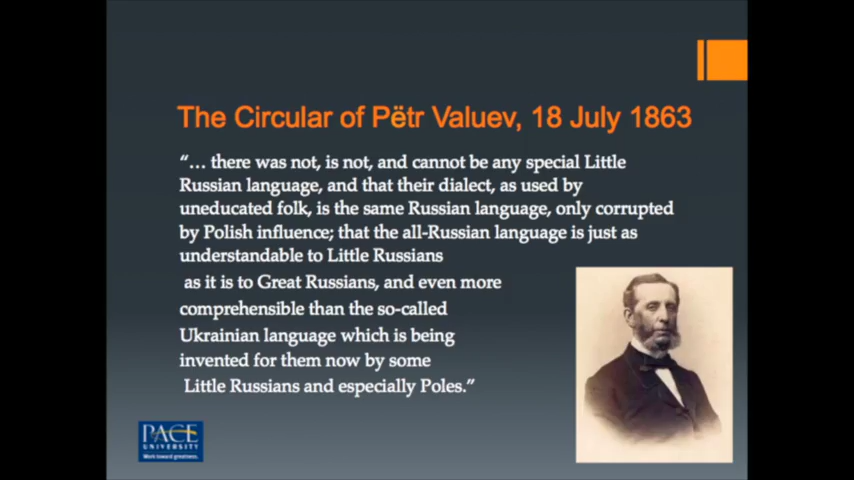 The Circular of Pëtr Valuev, 18 July 1863
“... there was not, is not, and cannot be any special Little
Russian language, and that their dialect, as used by
uneducated folk, is the same Russian language, only corrupted
by Polish influence; that the all-Russian language is just as
understandable to Little Russians
as it is to Great Russians, and even more
comprehensible than the so-called
Ukrainian language which is being
invented for them now by some
Little Russians and especially Poles.”
PACE
UNIVERSITY
Work toward greatness.